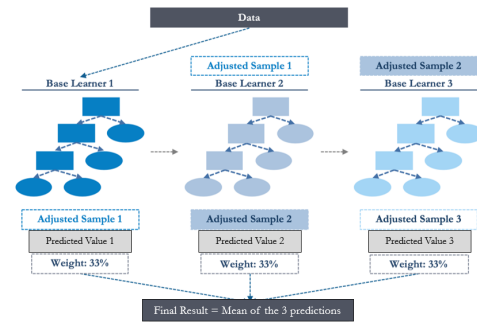 Data
Adjusted Sample 1
Adjusted Sample 2
Base Learner 1
Base Learner 2
Base Learner 3
Adjusted Sample 1
Adjusted Sample 2
Adjusted Sample 3
Predicted Value 1
Predicted Value 2
Predicted Value 3
Weight: 33%
Weight: 33%
Weight: 33%
Final Result = Mean of the 3 predictions